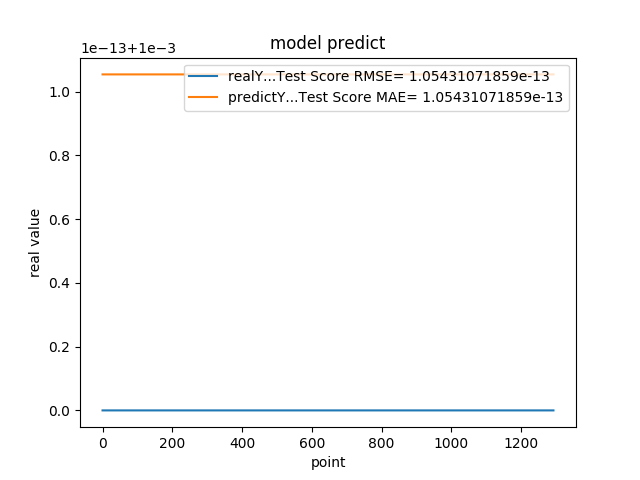 model predict
1e−13+1e−3
realY...Test Score RMSE= 1.05431071859e-13
predictY...Test Score MAE= 1.05431071859e-13
1.0
0.8
0.6
0.4
0.2
0.0
real value
0 200 400 600 800 1000 1200
point